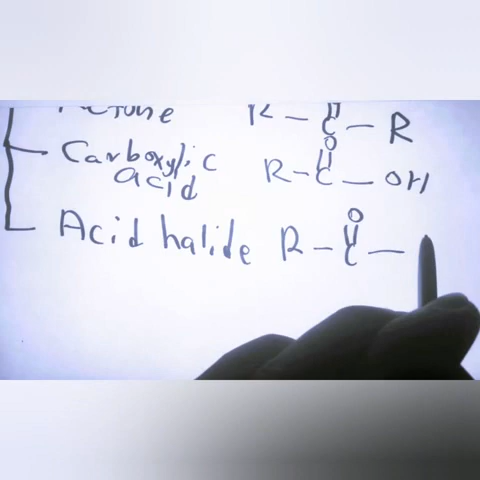 R – C – R
O
Carboxylic R – C – OH
acid
O
Acid halide R – C –